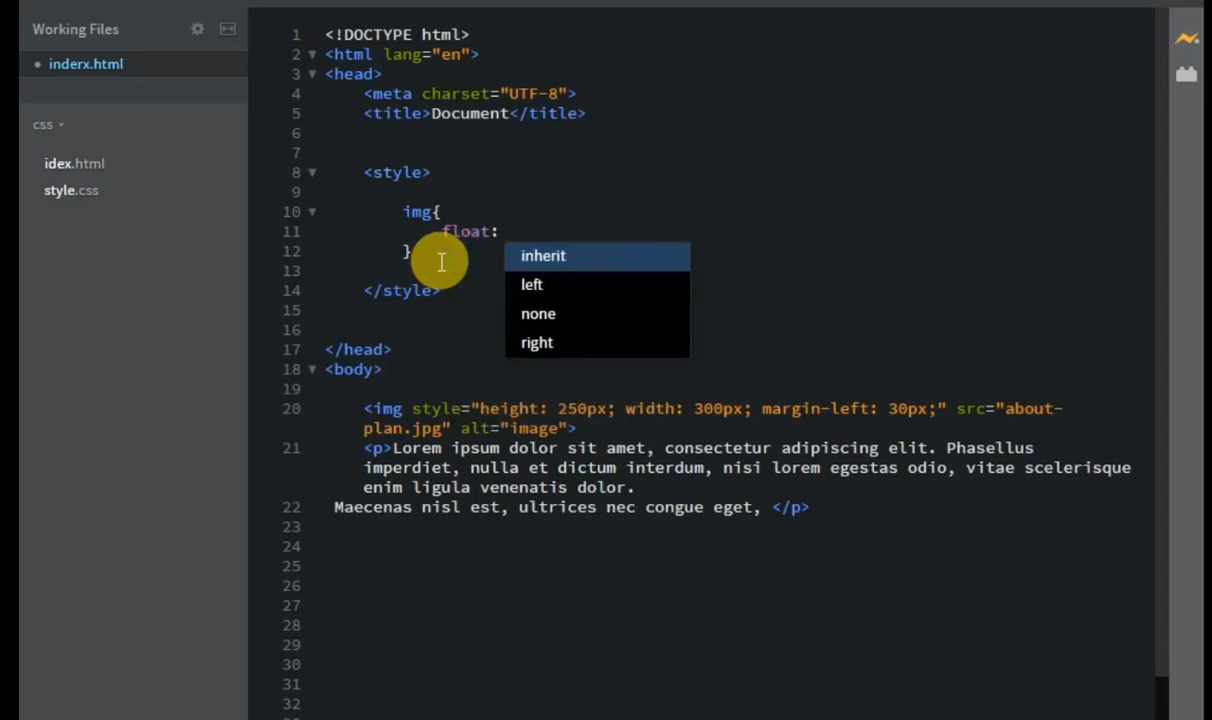 Working Files
inderx.html
css
idex.html
style.css
1 <!DOCTYPE html>
2 <html lang="en">
3 <head>
4 <meta charset="UTF-8">
5 <title>Document</title>
6
7
8 <style>
9
10 img{
11 float:
12 }
13
14 </style>
15
16
17 </head>
18 <body>
19
20 <img style="height: 250px; width: 300px; margin-left: 30px;" src="about-
plan.jpg" alt="image">
21 <p>Lorem ipsum dolor sit amet, consectetur adipiscing elit. Phasellus
imperdiet, nulla et dictum interdum, nisi lorem egestas odio, vitae scelerisque
enim ligula venenatis dolor.
22 Maecenas nisl est, ultrices nec congue eget, </p>
23
24
25
26
27
28
29
30
31
32
inherit
left
none
right